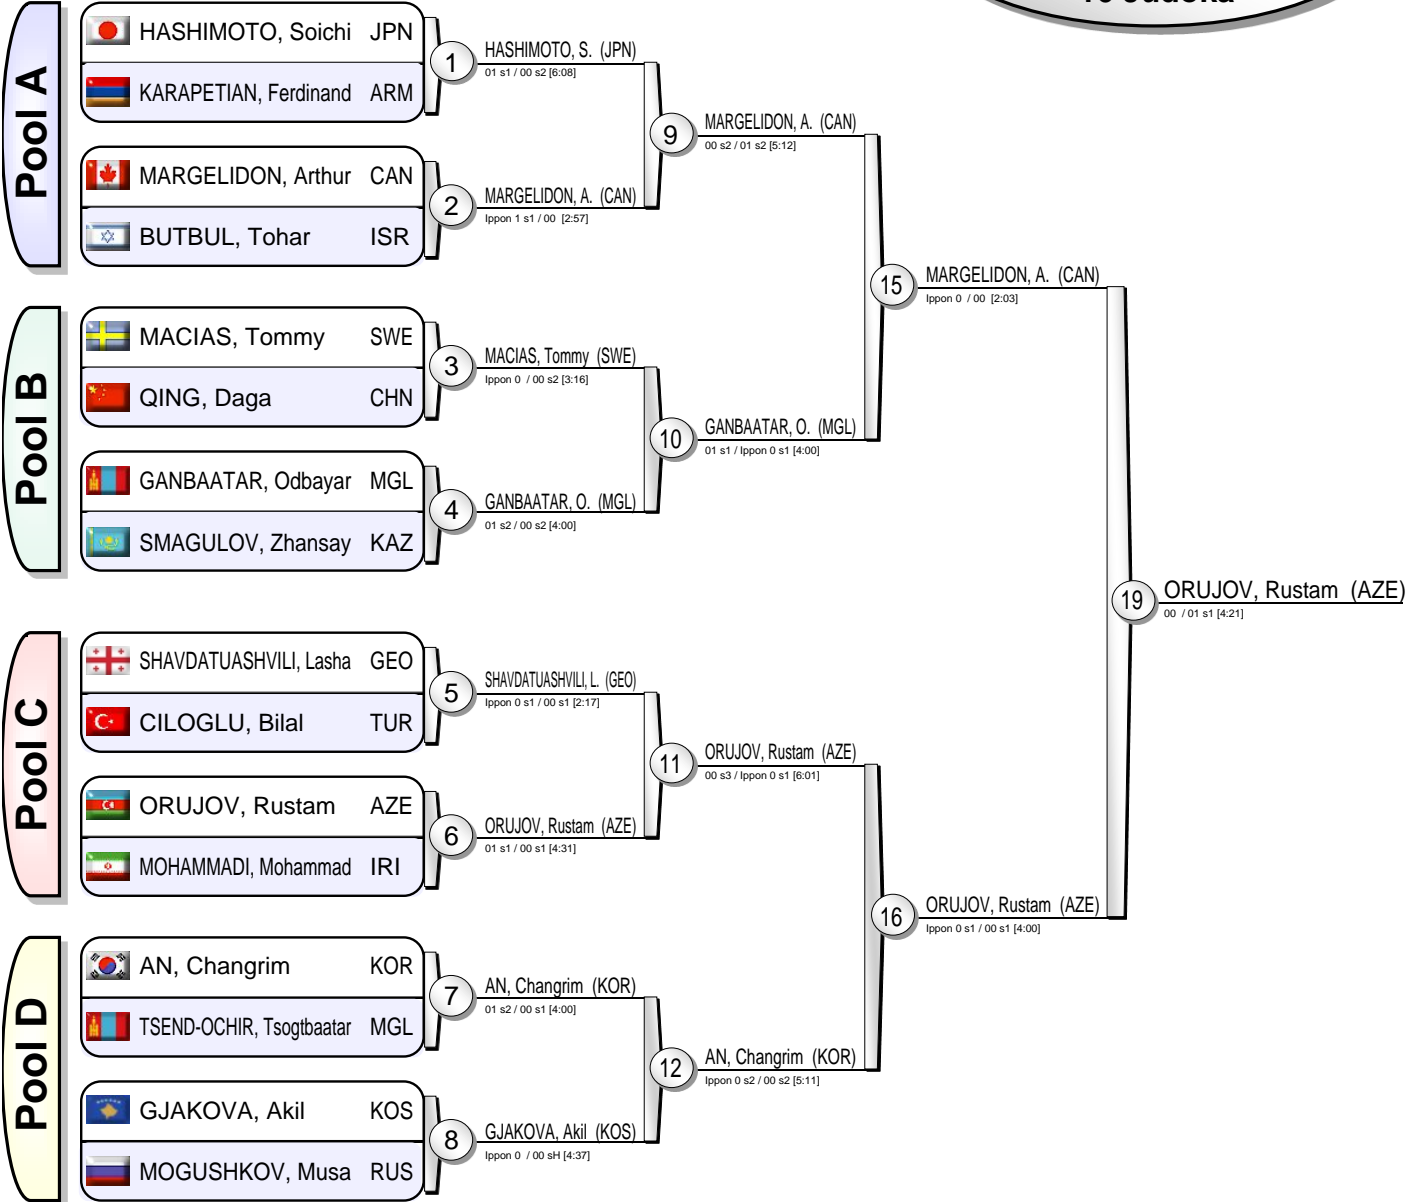 Pool A
HASHIMOTO, Soichi JPN
KARAPETIAN, Ferdinand ARM
1
HASHIMOTO, S. (JPN)
01 s1 / 00 s2 [6:08]
MARGELIDON, Arthur CAN
BUTBUL, Tohar ISR
2
MARGELIDON, A. (CAN)
Ippon 1 s1 / 00 [2:57]
9
MARGELIDON, A. (CAN)
00 s2 / 01 s2 [5:12]
Pool B
MACIAS, Tommy SWE
QING, Daga CHN
3
MACIAS, Tommy (SWE)
Ippon 0 / 00 s2 [3:16]
GANBAATAR, Odbayar MGL
SMAGULOV, Zhansay KAZ
4
GANBAATAR, O. (MGL)
01 s2 / 00 s2 [4:00]
10
GANBAATAR, O. (MGL)
01 s1 / Ippon 0 s1 [4:00]
15
MARGELIDON, A. (CAN)
Ippon 0 / 00 [2:03]
Pool C
SHAVDATUASHVILI, Lasha GEO
CILOGLU, Bilal TUR
5
SHAVDATUASHVILI, L. (GEO)
Ippon 0 s1 / 00 s1 [2:17]
ORUJOV, Rustam AZE
MOHAMMADI, Mohammad IRI
6
ORUJOV, Rustam (AZE)
01 s1 / 00 s1 [4:31]
11
ORUJOV, Rustam (AZE)
00 s3 / Ippon 0 s1 [6:01]
Pool D
AN, Changrim KOR
TSEND-OCHIR, Tsogtbaatar MGL
7
AN, Changrim (KOR)
01 s2 / 00 s1 [4:00]
GJAKOVA, Akil KOS
MOGUSHKOV, Musa RUS
8
GJAKOVA, Akil (KOS)
Ippon 0 / 00 sH [4:37]
12
AN, Changrim (KOR)
Ippon 0 s2 / 00 s2 [5:11]
16
ORUJOV, Rustam (AZE)
Ippon 0 s1 / 00 s1 [4:00]
19
ORUJOV, Rustam (AZE)
00 / 01 s1 [4:21]